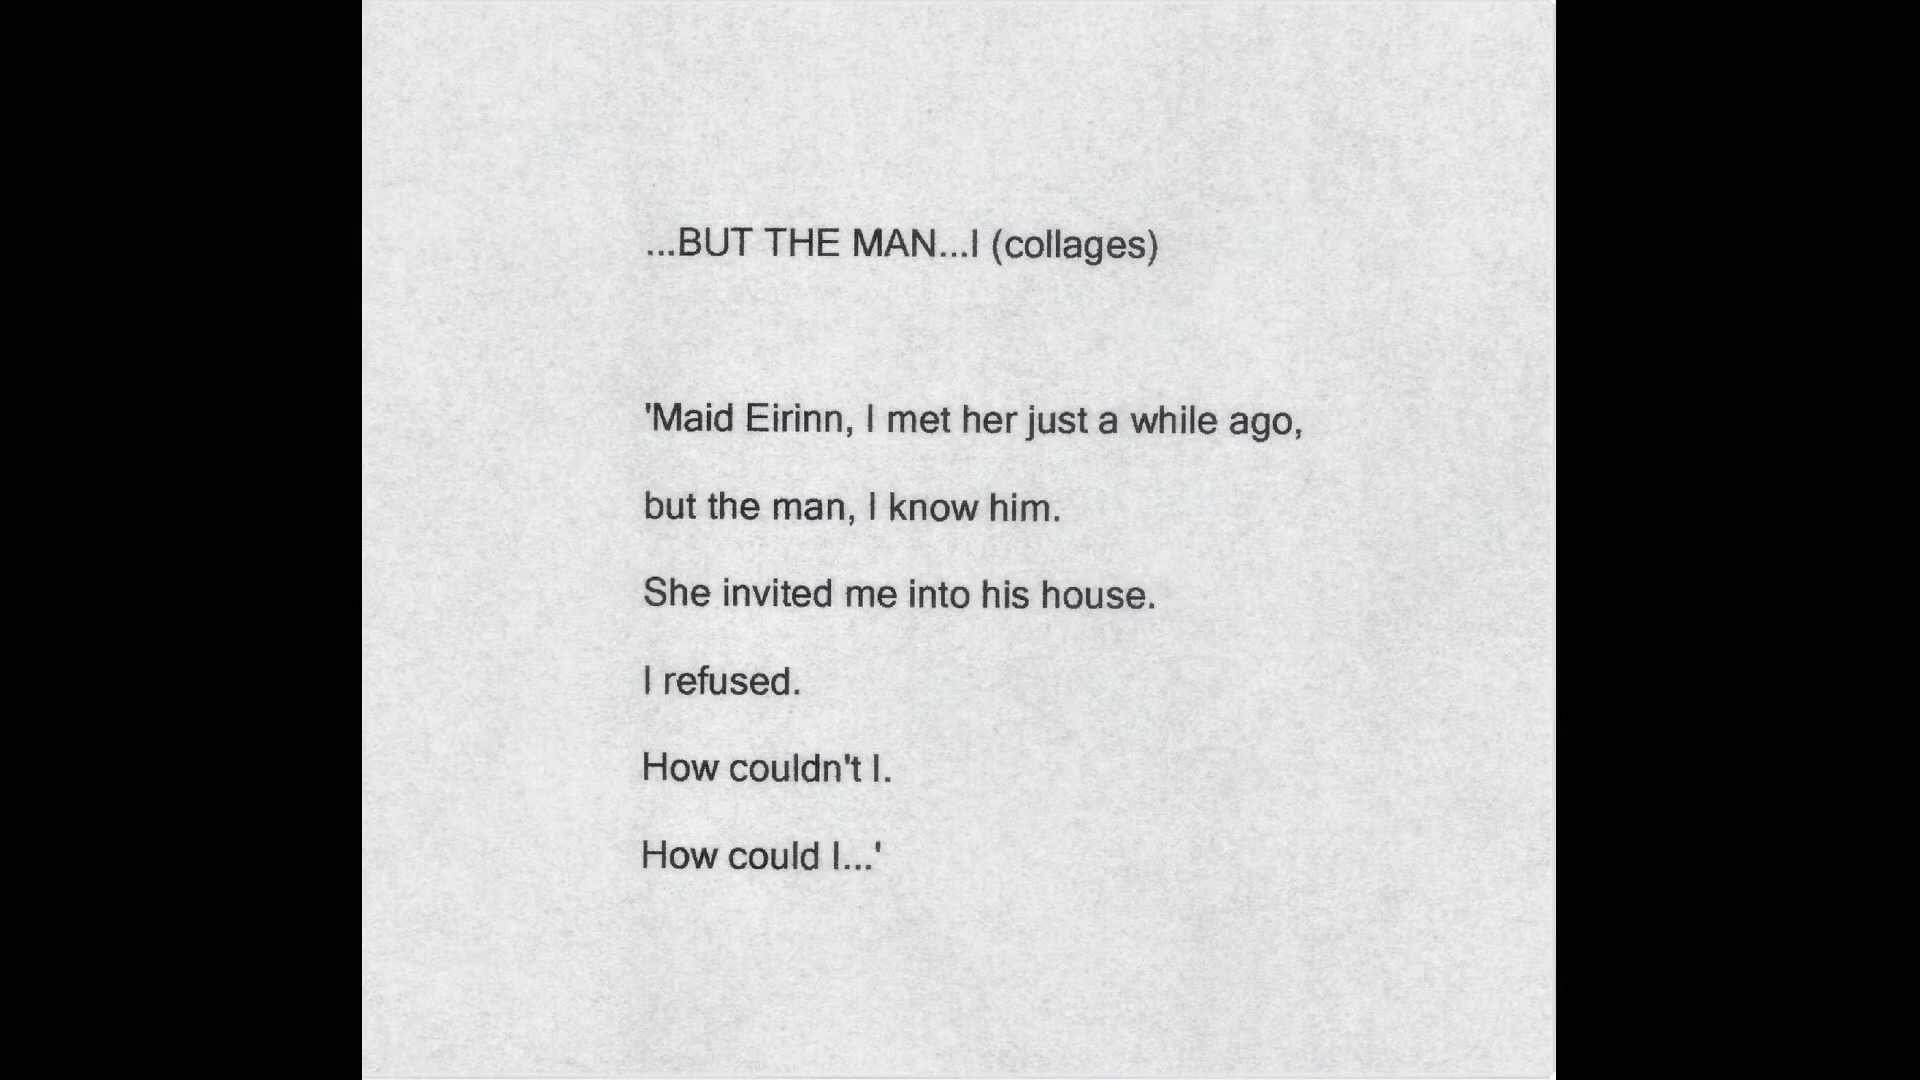 ...BUT THE MAN...I (collages)
'Maid Eirinn, I met her just a while ago,
but the man, I know him.
She invited me into his house.
I refused.
How couldn't I.
How could I...'